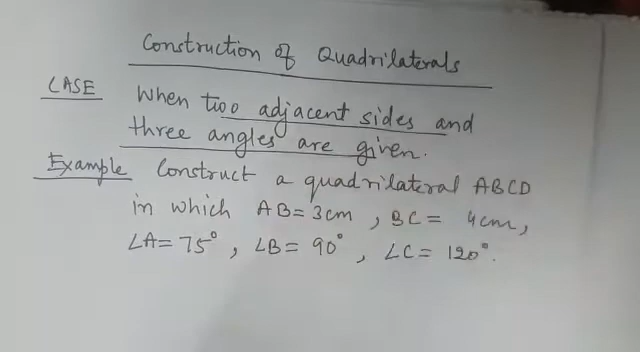 Construction of Quadrilaterals
CASE When two adjacent sides and
three angles are given.
Example Construct a quadrilateral ABCD
in which AB = 3cm , BC = 4cm,
∠A = 75° , ∠B = 90° , ∠C = 120°.